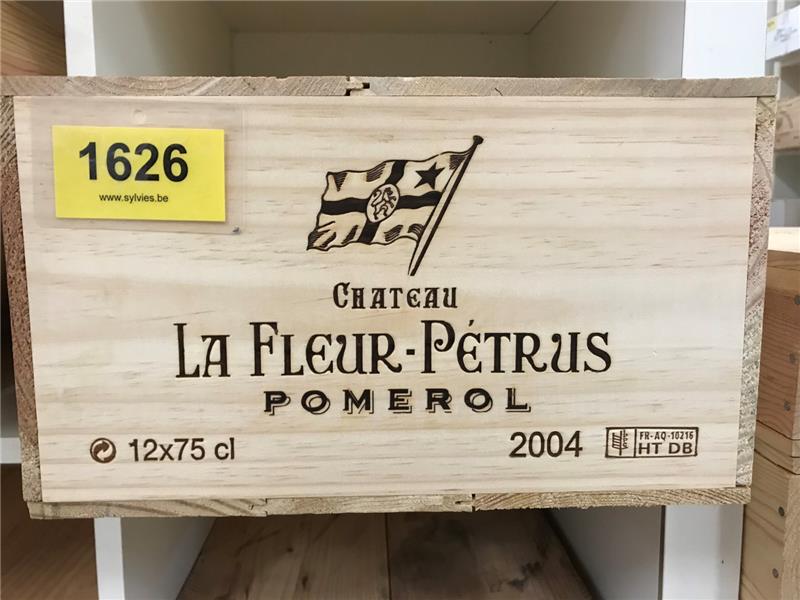 1626
www.sylvies.be
CHATEAU
LA FLEUR-PÉTRUS
POMEROL
12x75 cl
2004
FR-AQ-10216
HT DB